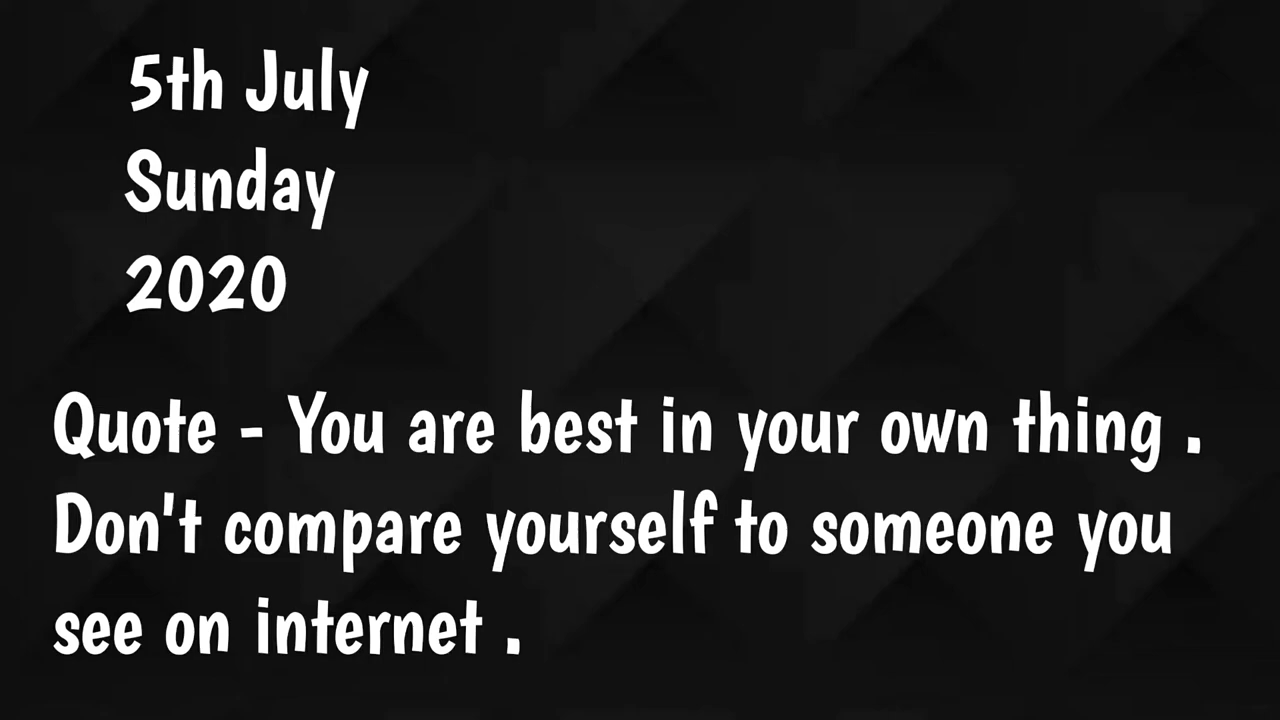 5th July
Sunday
2020
Quote - You are best in your own thing .
Don't compare yourself to someone you
see on internet .